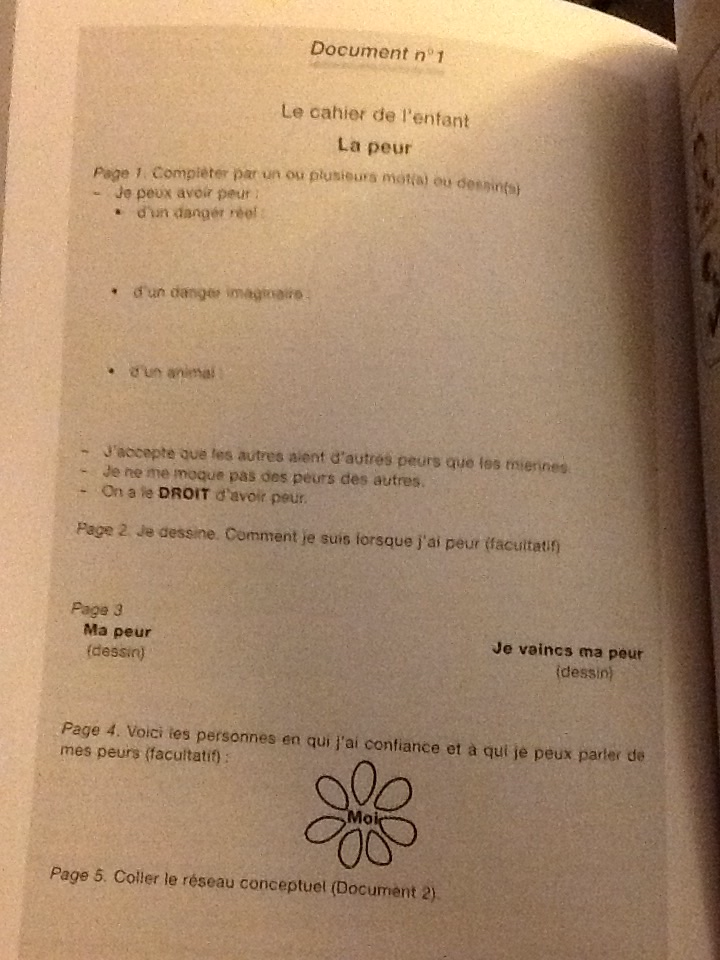 Document n°1
Le cahier de l'enfant
La peur
Page 1. Compléter par un ou plusieurs mot(s) ou dessin(s)
– Je peux avoir peur :
• d'un danger réel :
• d'un danger imaginaire :
• d'un animal :
– J'accepte que les autres aient d'autres peurs que les miennes.
– Je ne me moque pas des peurs des autres.
– On a le DROIT d'avoir peur.
Page 2. Je dessine. Comment je suis lorsque j'ai peur (facultatif)
Page 3
Ma peur
(dessin)
Je vaincs ma peur
(dessin)
Page 4. Voici les personnes en qui j'ai confiance et à qui je peux parler de
mes peurs (facultatif) :
Moi
Page 5. Coller le réseau conceptuel (Document 2).